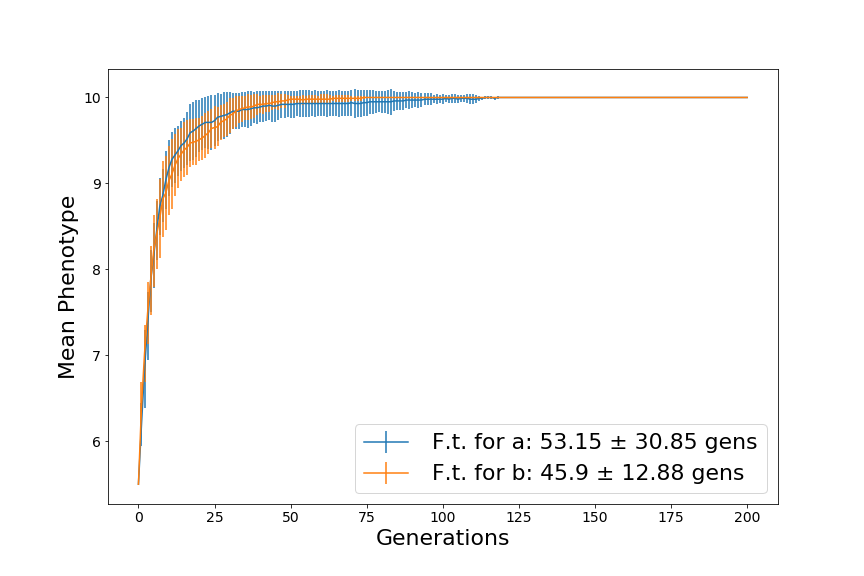 10
9
8
7
6
Mean Phenotype
F.t. for a: 53.15 ± 30.85 gens
F.t. for b: 45.9 ± 12.88 gens
0 25 50 75 100 125 150 175 200
Generations